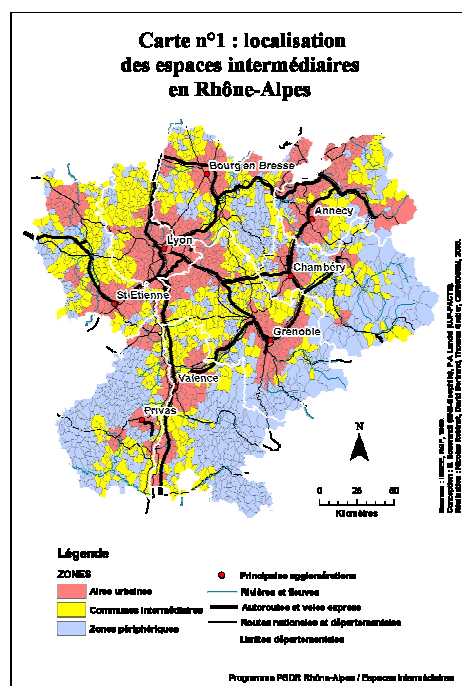 Carte n°1 : localisation
des espaces intermédiaires
en Rhône-Alpes
Bourg en Bresse
Annecy
Lyon
Chambéry
St Etienne
Grenoble
Valence
Privas
N
0 25 50
Kilomètres
Légende
ZONES
Aires urbaines
Communes intermédiaires
Zones périphériques
Principales agglomérations
Rivières et fleuves
Autoroutes et voies express
Routes nationales et départementales
Limites départementales
Programme PSDR Rhône-Alpes / Espaces Intermédiaires